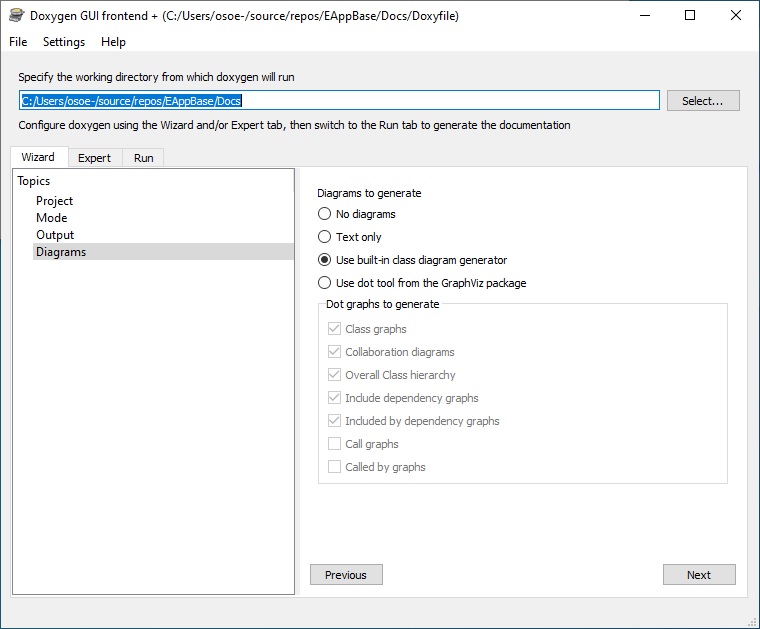 Doxygen GUI frontend + (C:/Users/osoe-/source/repos/EAppBase/Docs/Doxyfile)
File Settings Help
Specify the working directory from which doxygen will run
C:/Users/osoe-/source/repos/EAppBase/Docs
Select...
Configure doxygen using the Wizard and/or Expert tab, then switch to the Run tab to generate the documentation
Wizard Expert Run
Topics
Project
Mode
Output
Diagrams
Diagrams to generate
No diagrams
Text only
Use built-in class diagram generator
Use dot tool from the GraphViz package
Dot graphs to generate
Class graphs
Collaboration diagrams
Overall Class hierarchy
Include dependency graphs
Included by dependency graphs
Call graphs
Called by graphs
Previous
Next